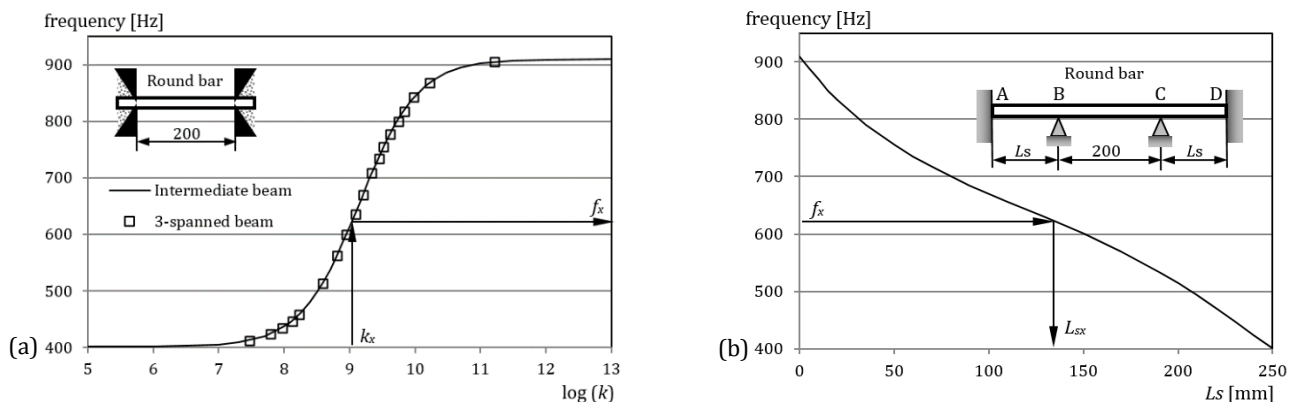 frequency [Hz]
1000
900
800
700
600
500
400
Round bar
200
Intermediate beam
3-spanned beam
fx
kx
5 6 7 8 9 10 11 12 13
log (k)
(a)
frequency [Hz]
1000
900
800
700
600
500
400
Round bar
A B C D
Ls 200 Ls
fx
Lsx
0 50 100 150 200 250
Ls [mm]
(b)